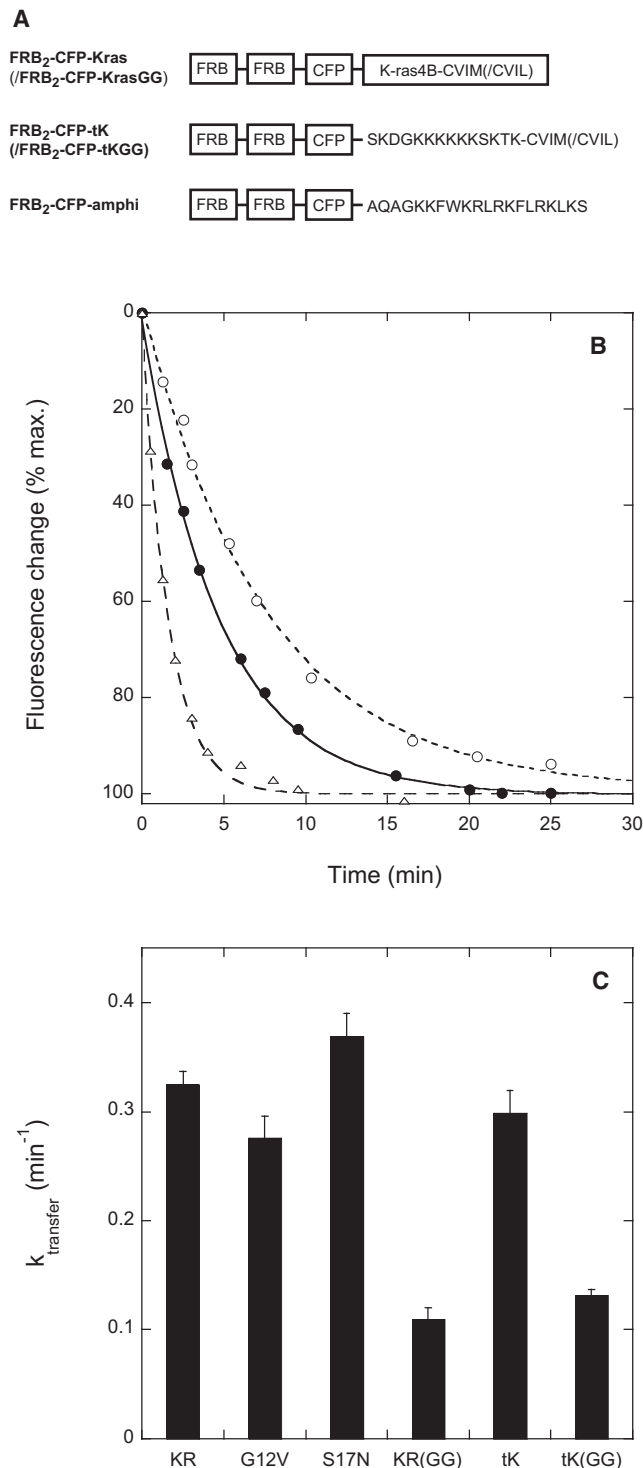 A
FRB₂-CFP-Kras
(/FRB₂-CFP-KrasGG)
FRB FRB CFP K-ras4B-CVIM(/CVIL)
FRB₂-CFP-tK
(/FRB₂-CFP-tKGG)
FRB FRB CFP SKDGKKKKKKSKTK-CVIM(/CVIL)
FRB₂-CFP-amphi
FRB FRB CFP AQAGKKFWKRLRKFLRKLKS
B
0
20
40
60
80
100
Fluorescence change (% max.)
0 5 10 15 20 25 30
Time (min)
C
0.4
0.3
0.2
0.1
0
k_transfer (min⁻¹)
KR G12V S17N KR(GG) tK tK(GG)